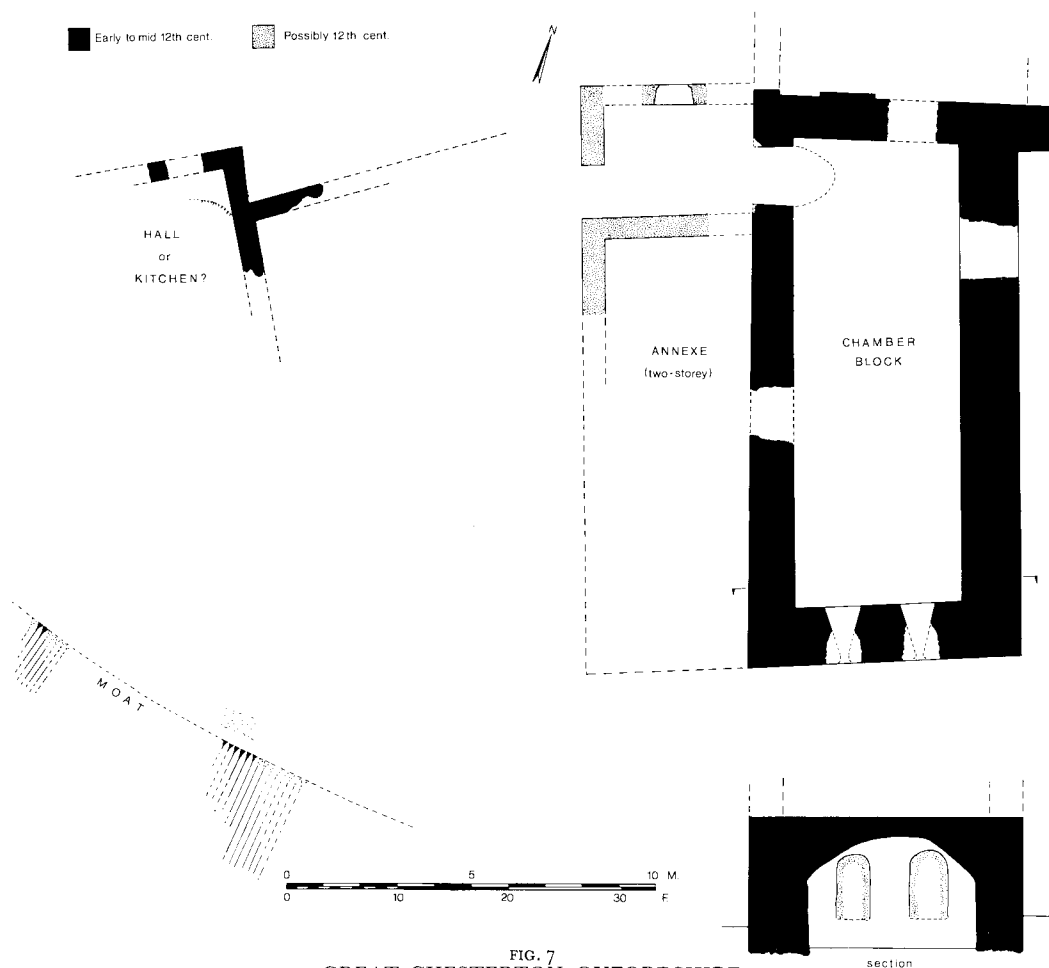 Early to mid 12th cent.
Possibly 12th cent.
N
HALL
or
KITCHEN?
ANNEXE
(two-storey)
CHAMBER
BLOCK
MOAT
0 5 10 M.
0 10 20 30 F.
section
FIG. 7